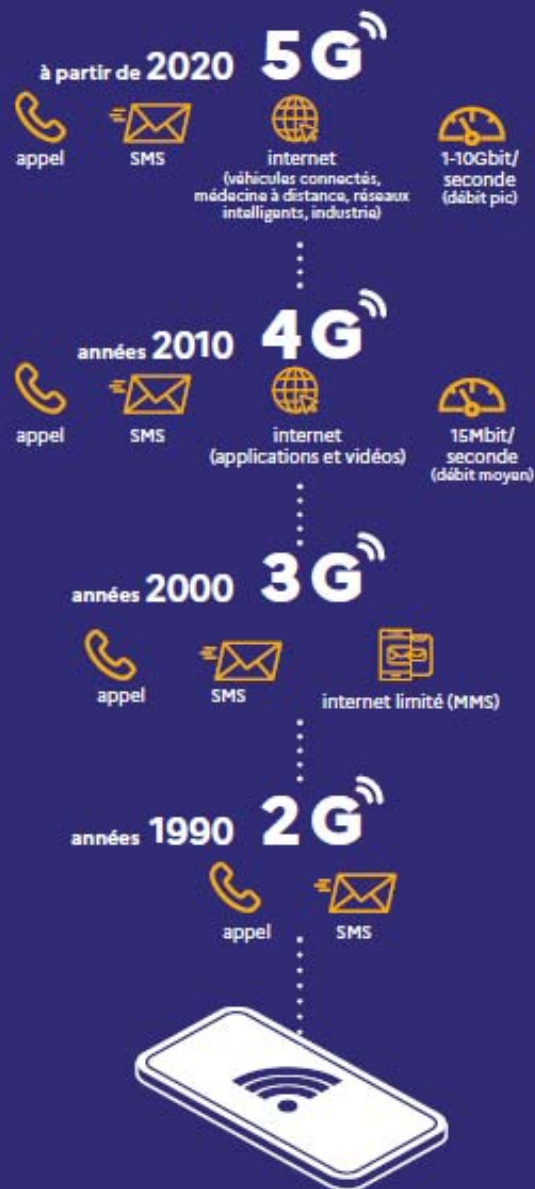 à partir de 2020 5G
appel
SMS
internet
(véhicules connectés,
médecine à distance, réseaux
intelligents, industrie)
1-10Gbit/
seconde
(débit pic)
années 2010 4G
appel
SMS
internet
(applications et vidéos)
15Mbit/
seconde
(débit moyen)
années 2000 3G
appel
SMS
internet limité (MMS)
années 1990 2G
appel
SMS